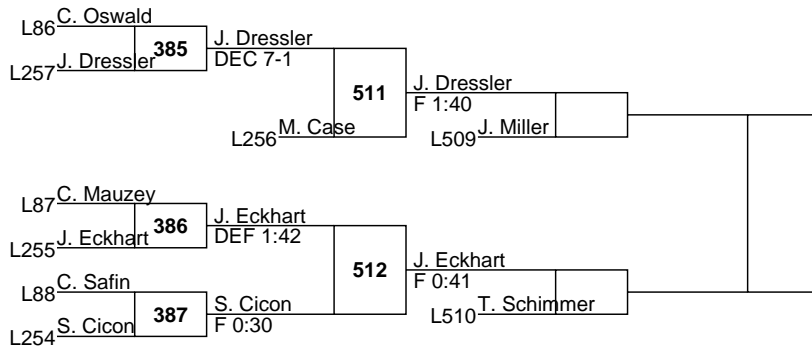 C. Oswald
L86
385
J. Dressler
DEC 7-1
L257
J. Dressler
511
J. Dressler
F 1:40
L256
M. Case
L509
J. Miller
C. Mauzey
L87
386
J. Eckhart
DEF 1:42
L255
J. Eckhart
512
J. Eckhart
F 0:41
C. Safin
L88
387
S. Cicon
F 0:30
L254
S. Cicon
L510
T. Schimmer